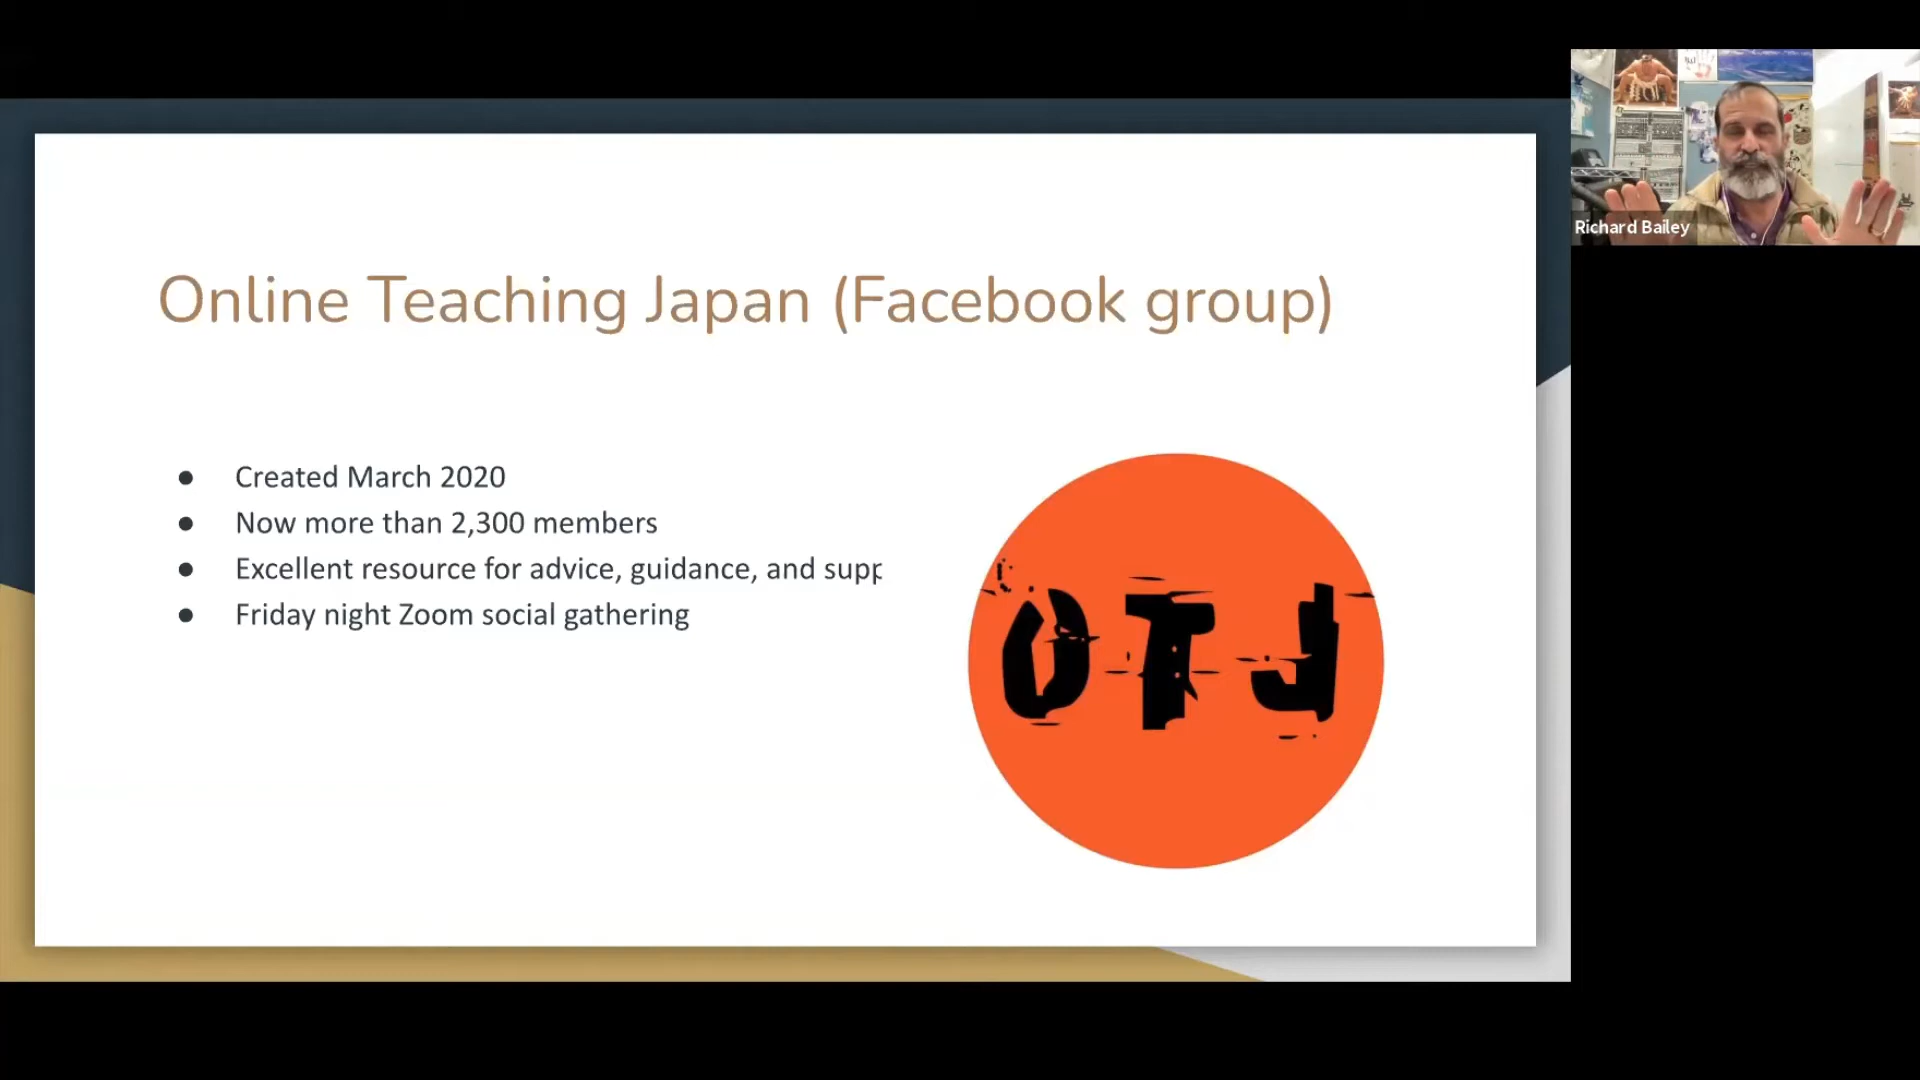 Online Teaching Japan (Facebook group)
● Created March 2020
● Now more than 2,300 members
● Excellent resource for advice, guidance, and supp
● Friday night Zoom social gathering
OTJ
Richard Bailey